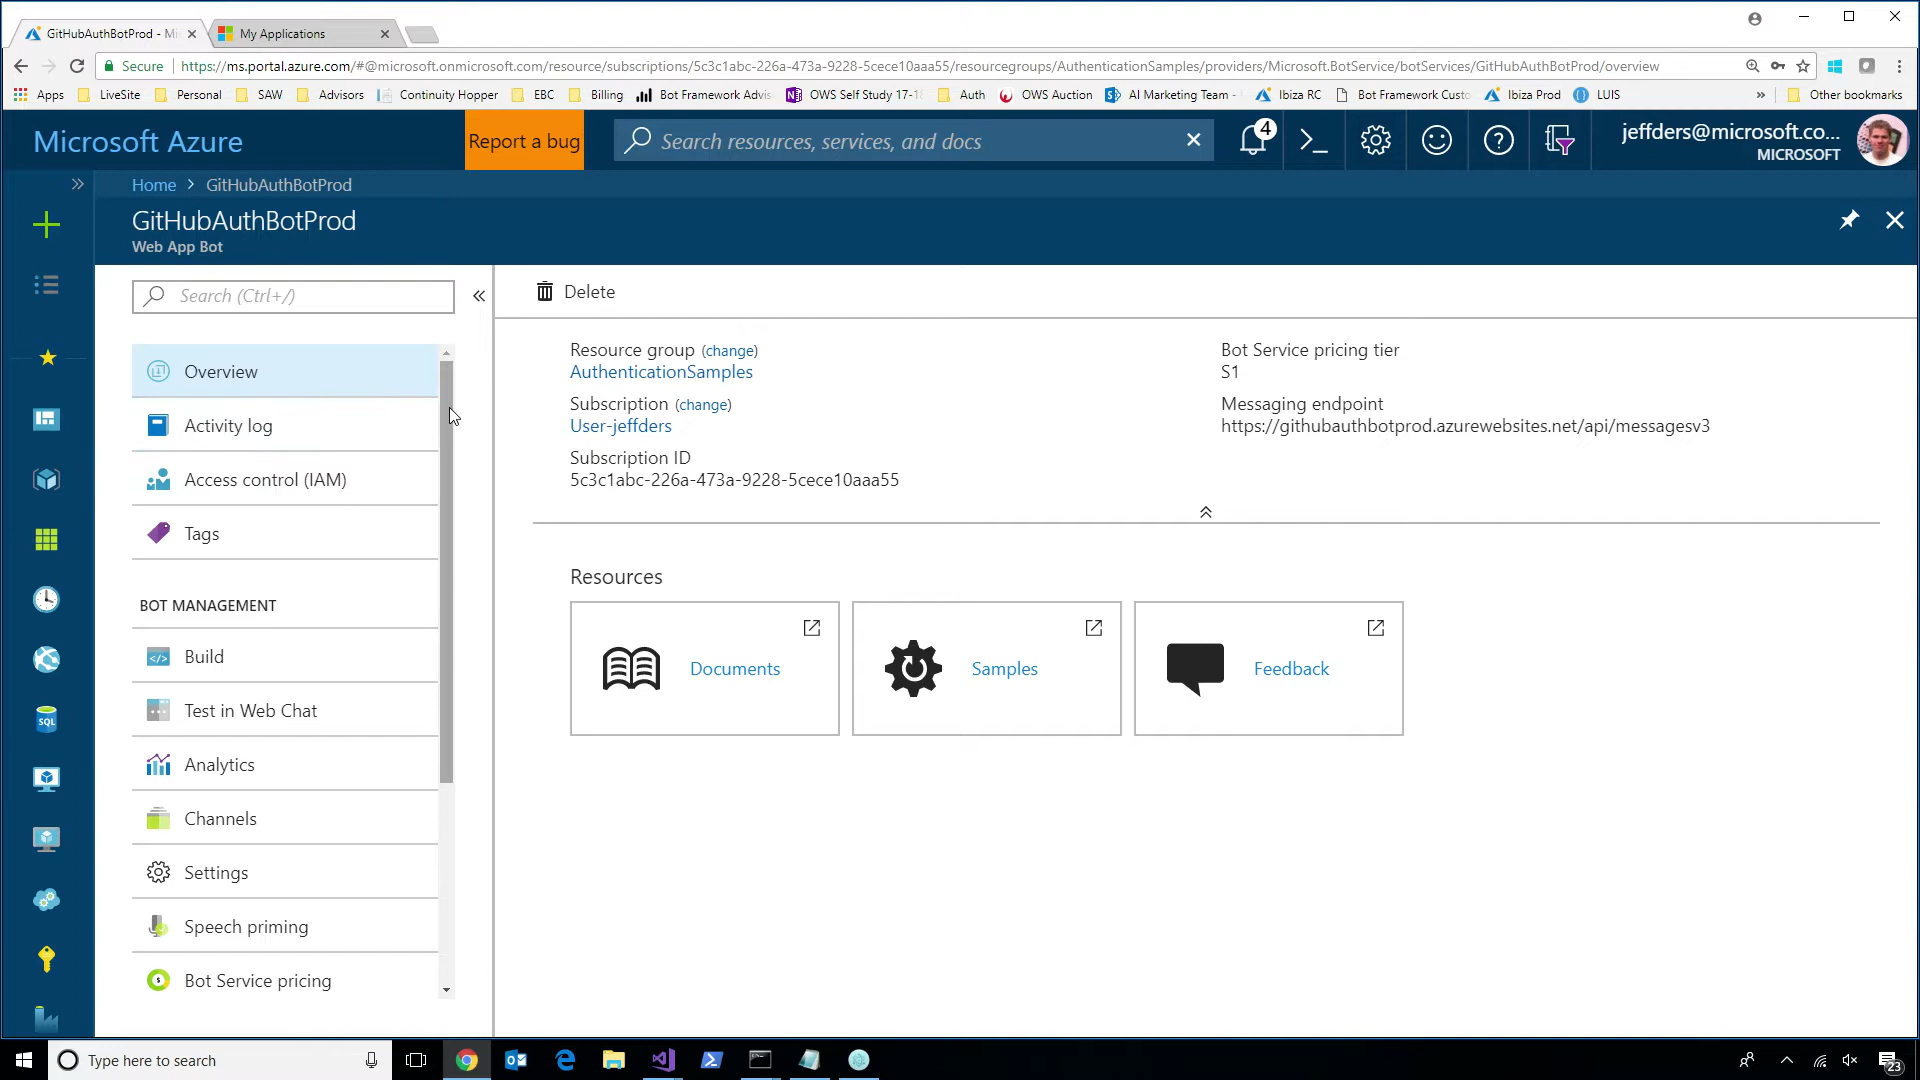 GitHubAuthBotProd - Mi
My Applications
Secure
https://ms.portal.azure.com/#@microsoft.onmicrosoft.com/resource/subscriptions/5c3c1abc-226a-473a-9228-5cece10aaa55/resourcegroups/AuthenticationSamples/providers/Microsoft.BotService/botServices/GitHubAuthBotProd/overview
Apps
LiveSite
Personal
SAW
Advisors
Continuity Hopper
EBC
Billing
Bot Framework Advis
OWS Self Study 17-1
Auth
OWS Auction
AI Marketing Team -
Ibiza RC
Bot Framework Custo
Ibiza Prod
LUIS
»
Other bookmarks
Microsoft Azure
Report a bug
Search resources, services, and docs
4
jeffders@microsoft.co...
MICROSOFT
Home > GitHubAuthBotProd
GitHubAuthBotProd
Web App Bot
Search (Ctrl+/)
Delete
Overview
Activity log
Access control (IAM)
Tags
BOT MANAGEMENT
Build
Test in Web Chat
Analytics
Channels
Settings
Speech priming
Bot Service pricing
SQL
Resource group (change)
AuthenticationSamples
Subscription (change)
User-jeffders
Subscription ID
5c3c1abc-226a-473a-9228-5cece10aaa55
Bot Service pricing tier
S1
Messaging endpoint
https://githubauthbotprod.azurewebsites.net/api/messagesv3
Resources
Documents
Samples
Feedback
Type here to search
23